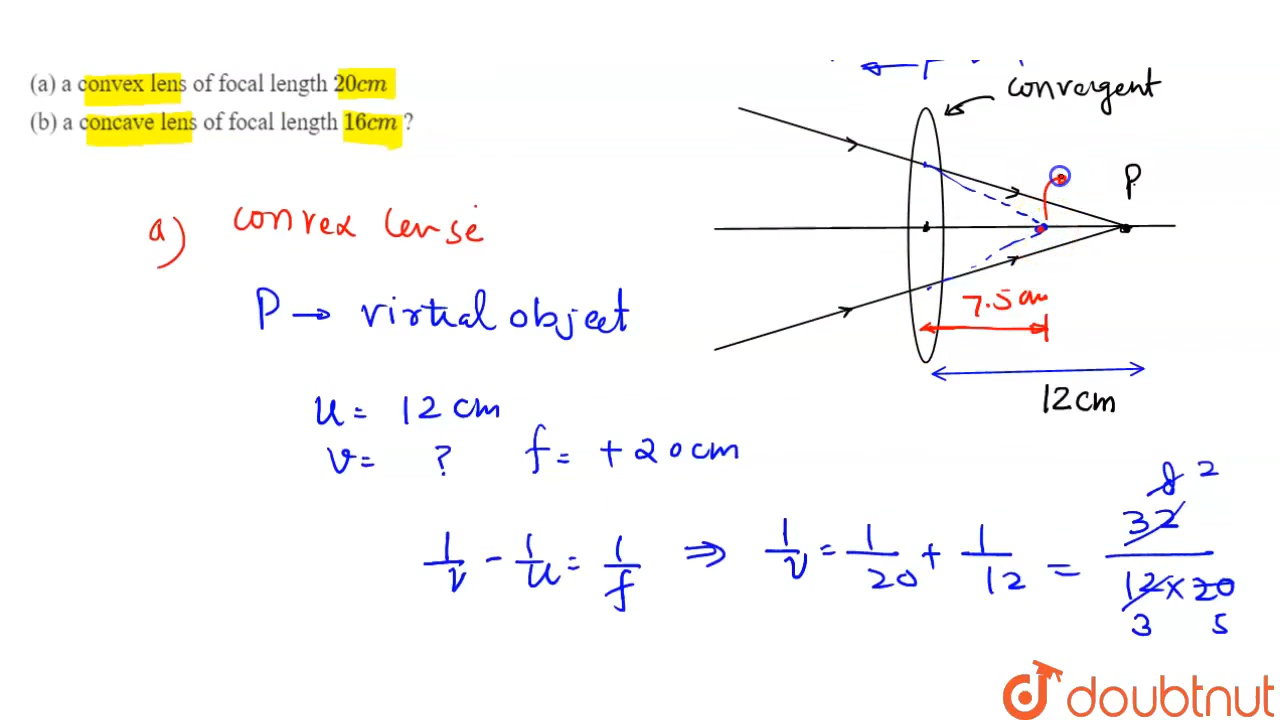 (a) a convex lens of focal length 20cm
(b) a concave lens of focal length 16cm ?
convergent
P
a) convex lense
7.5 cm
P → virtual object
12 cm
u = 12 cm
v = ? f = + 20 cm
1/v - 1/u = 1/f ⇒ 1/v = 1/20 + 1/12 = 32/12 x 20
8 2
3 5
doubtnut